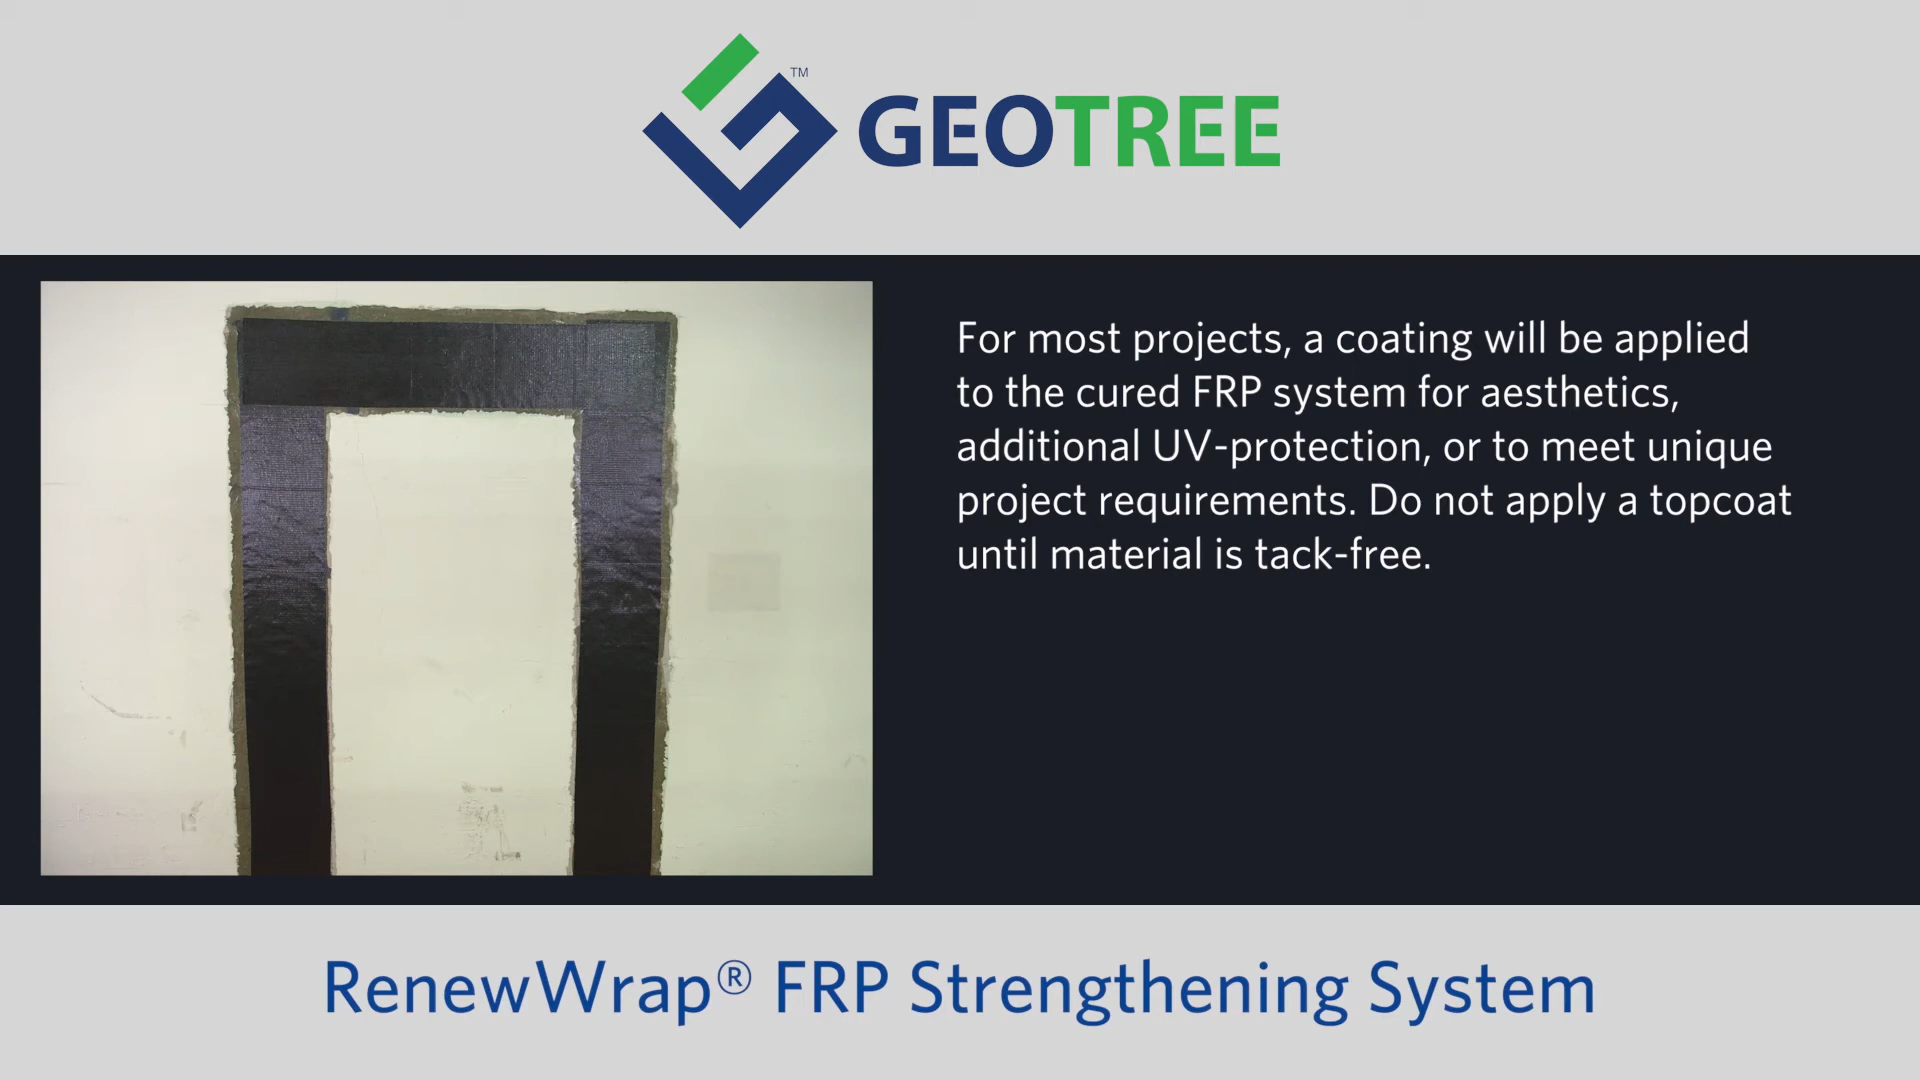 TM
GEOTREE
For most projects, a coating will be applied
to the cured FRP system for aesthetics,
additional UV-protection, or to meet unique
project requirements. Do not apply a topcoat
until material is tack-free.
RenewWrap® FRP Strengthening System